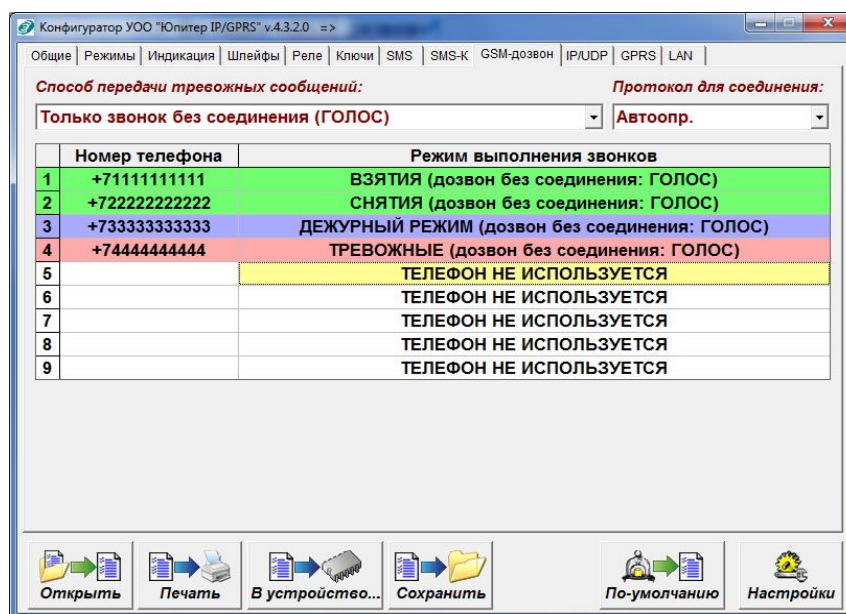 Конфигуратор УОО "Юпитер IP/GPRS" v.4.3.2.0 =>
Общие Режимы Индикация Шлейфы Реле Ключи SMS SMS-К GSM-дозвон IP/UDP GPRS LAN
Способ передачи тревожных сообщений: Протокол для соединения:
Только звонок без соединения (ГОЛОС) Автоопр.
Номер телефона Режим выполнения звонков
1 +71111111111 ВЗЯТИЯ (дозвон без соединения: ГОЛОС)
2 +722222222222 СНЯТИЯ (дозвон без соединения: ГОЛОС)
3 +733333333333 ДЕЖУРНЫЙ РЕЖИМ (дозвон без соединения: ГОЛОС)
4 +74444444444 ТРЕВОЖНЫЕ (дозвон без соединения: ГОЛОС)
5 ТЕЛЕФОН НЕ ИСПОЛЬЗУЕТСЯ
6 ТЕЛЕФОН НЕ ИСПОЛЬЗУЕТСЯ
7 ТЕЛЕФОН НЕ ИСПОЛЬЗУЕТСЯ
8 ТЕЛЕФОН НЕ ИСПОЛЬЗУЕТСЯ
9 ТЕЛЕФОН НЕ ИСПОЛЬЗУЕТСЯ
Открыть Печать В устройство... Сохранить По-умолчанию Настройки